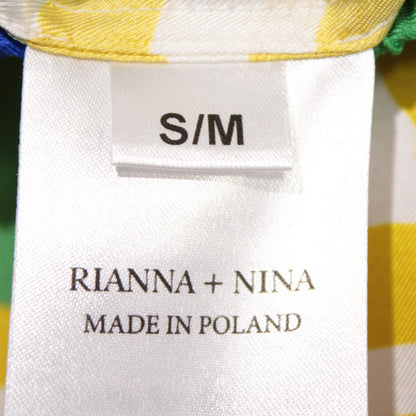 S/M
RIANNA + NINA
MADE IN POLAND